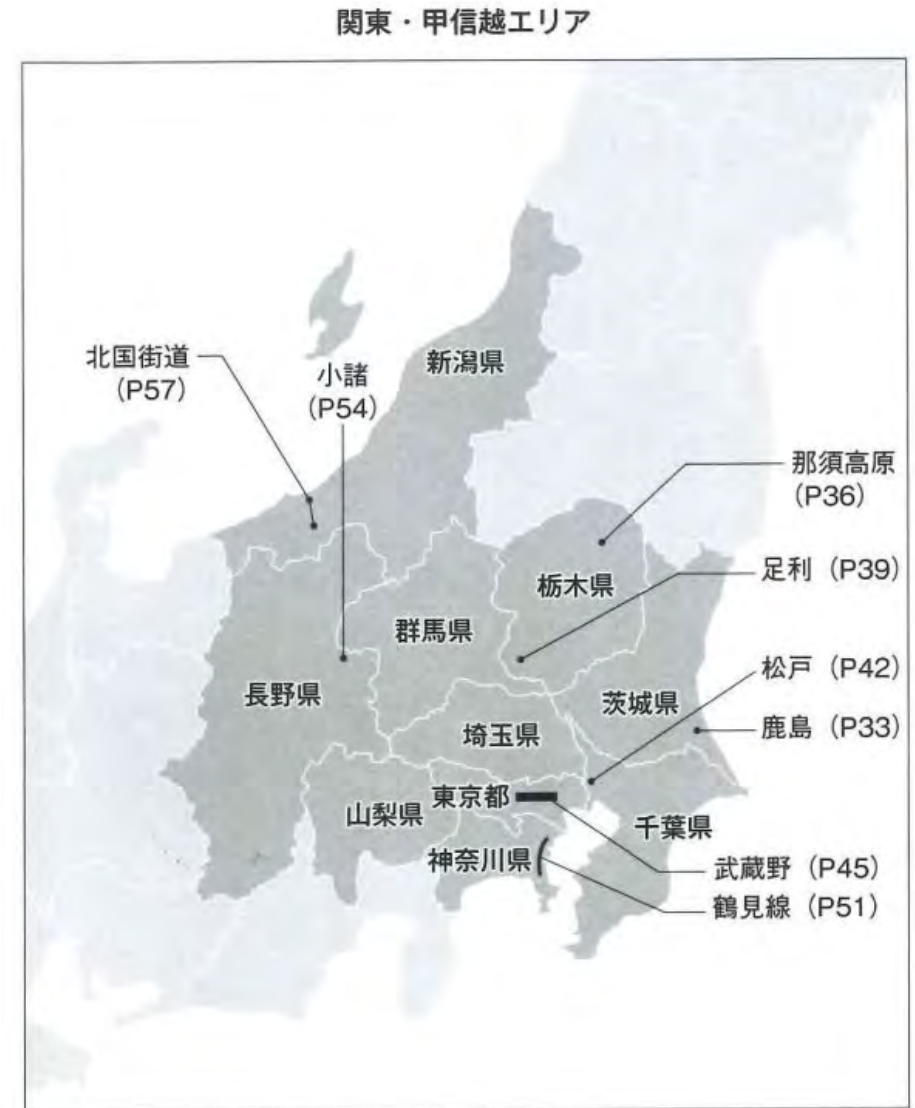 関東・甲信越エリア
新潟県
北国街道
(P57)
小諸
(P54)
那須高原
(P36)
栃木県
足利（P39）
群馬県
松戸（P42）
長野県
茨城県
鹿島（P33）
埼玉県
東京都
山梨県
千葉県
神奈川県
武蔵野（P45）
鶴見線（P51）